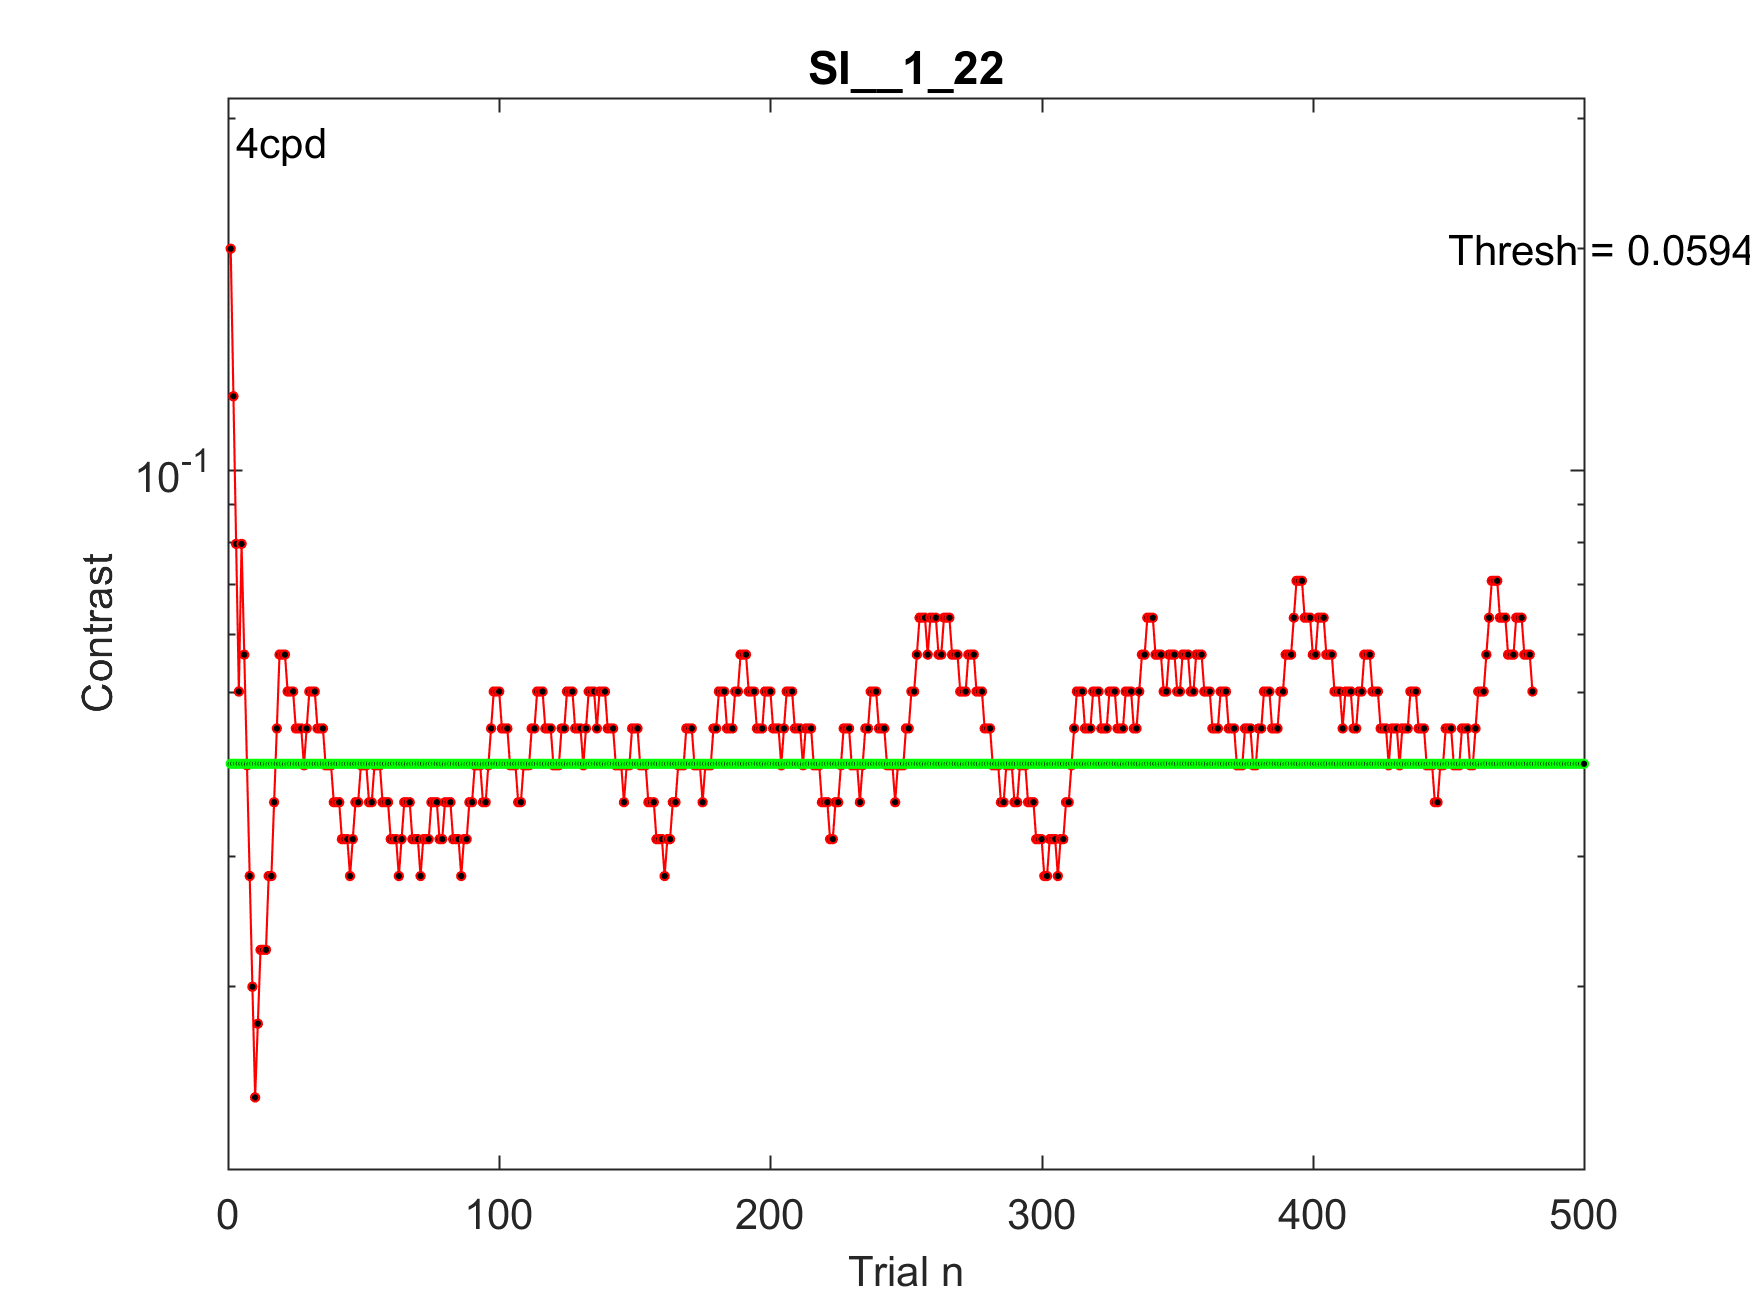 SI__1_22
4cpd
Thresh = 0.0594
10-1
Contrast
0 100 200 300 400 500
Trial n